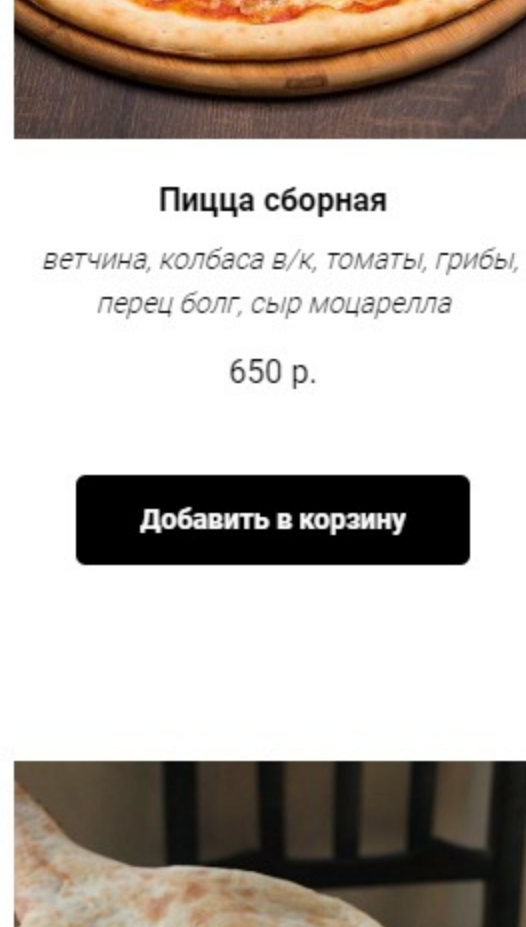 Пицца сборная
ветчина, колбаса в/к, томаты, грибы,
перец болг, сыр моцарелла
650 р.
Добавить в корзину